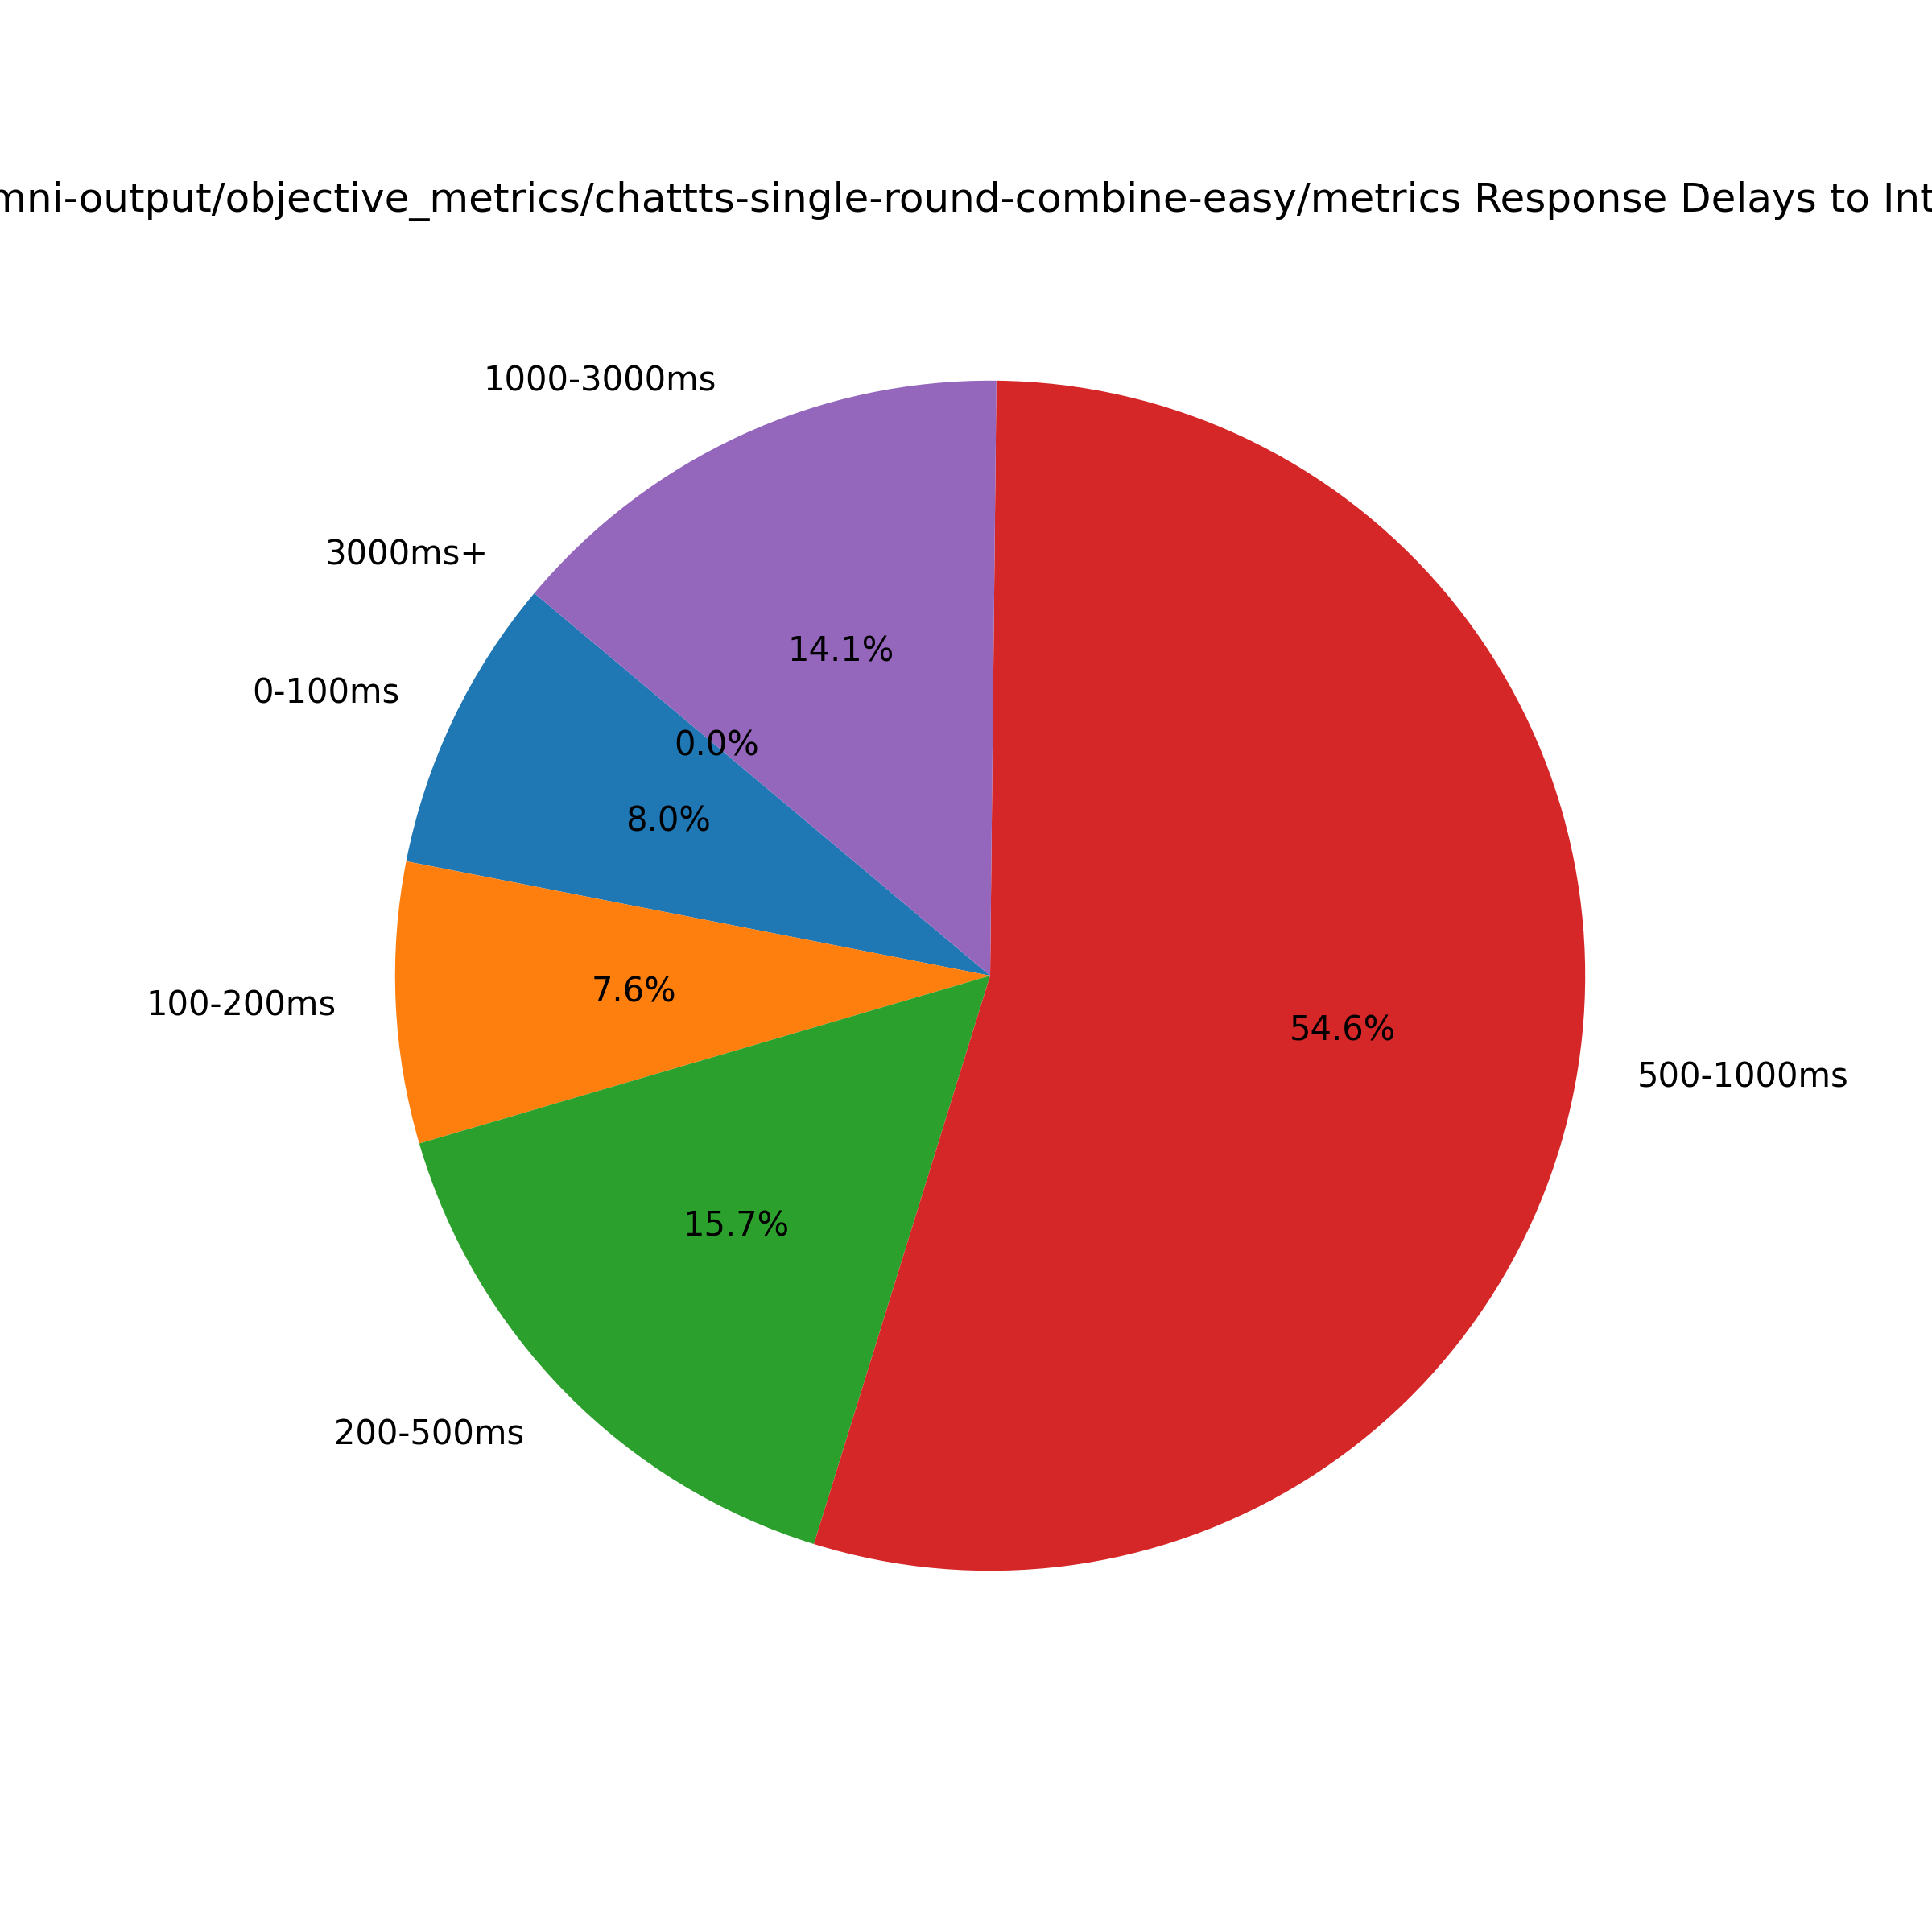 mni-output/objective_metrics/chattts-single-round-combine-easy/metrics Response Delays to Int
1000-3000ms
3000ms+
14.1%
0-100ms
0.0%
8.0%
100-200ms
7.6%
54.6%
500-1000ms
15.7%
200-500ms